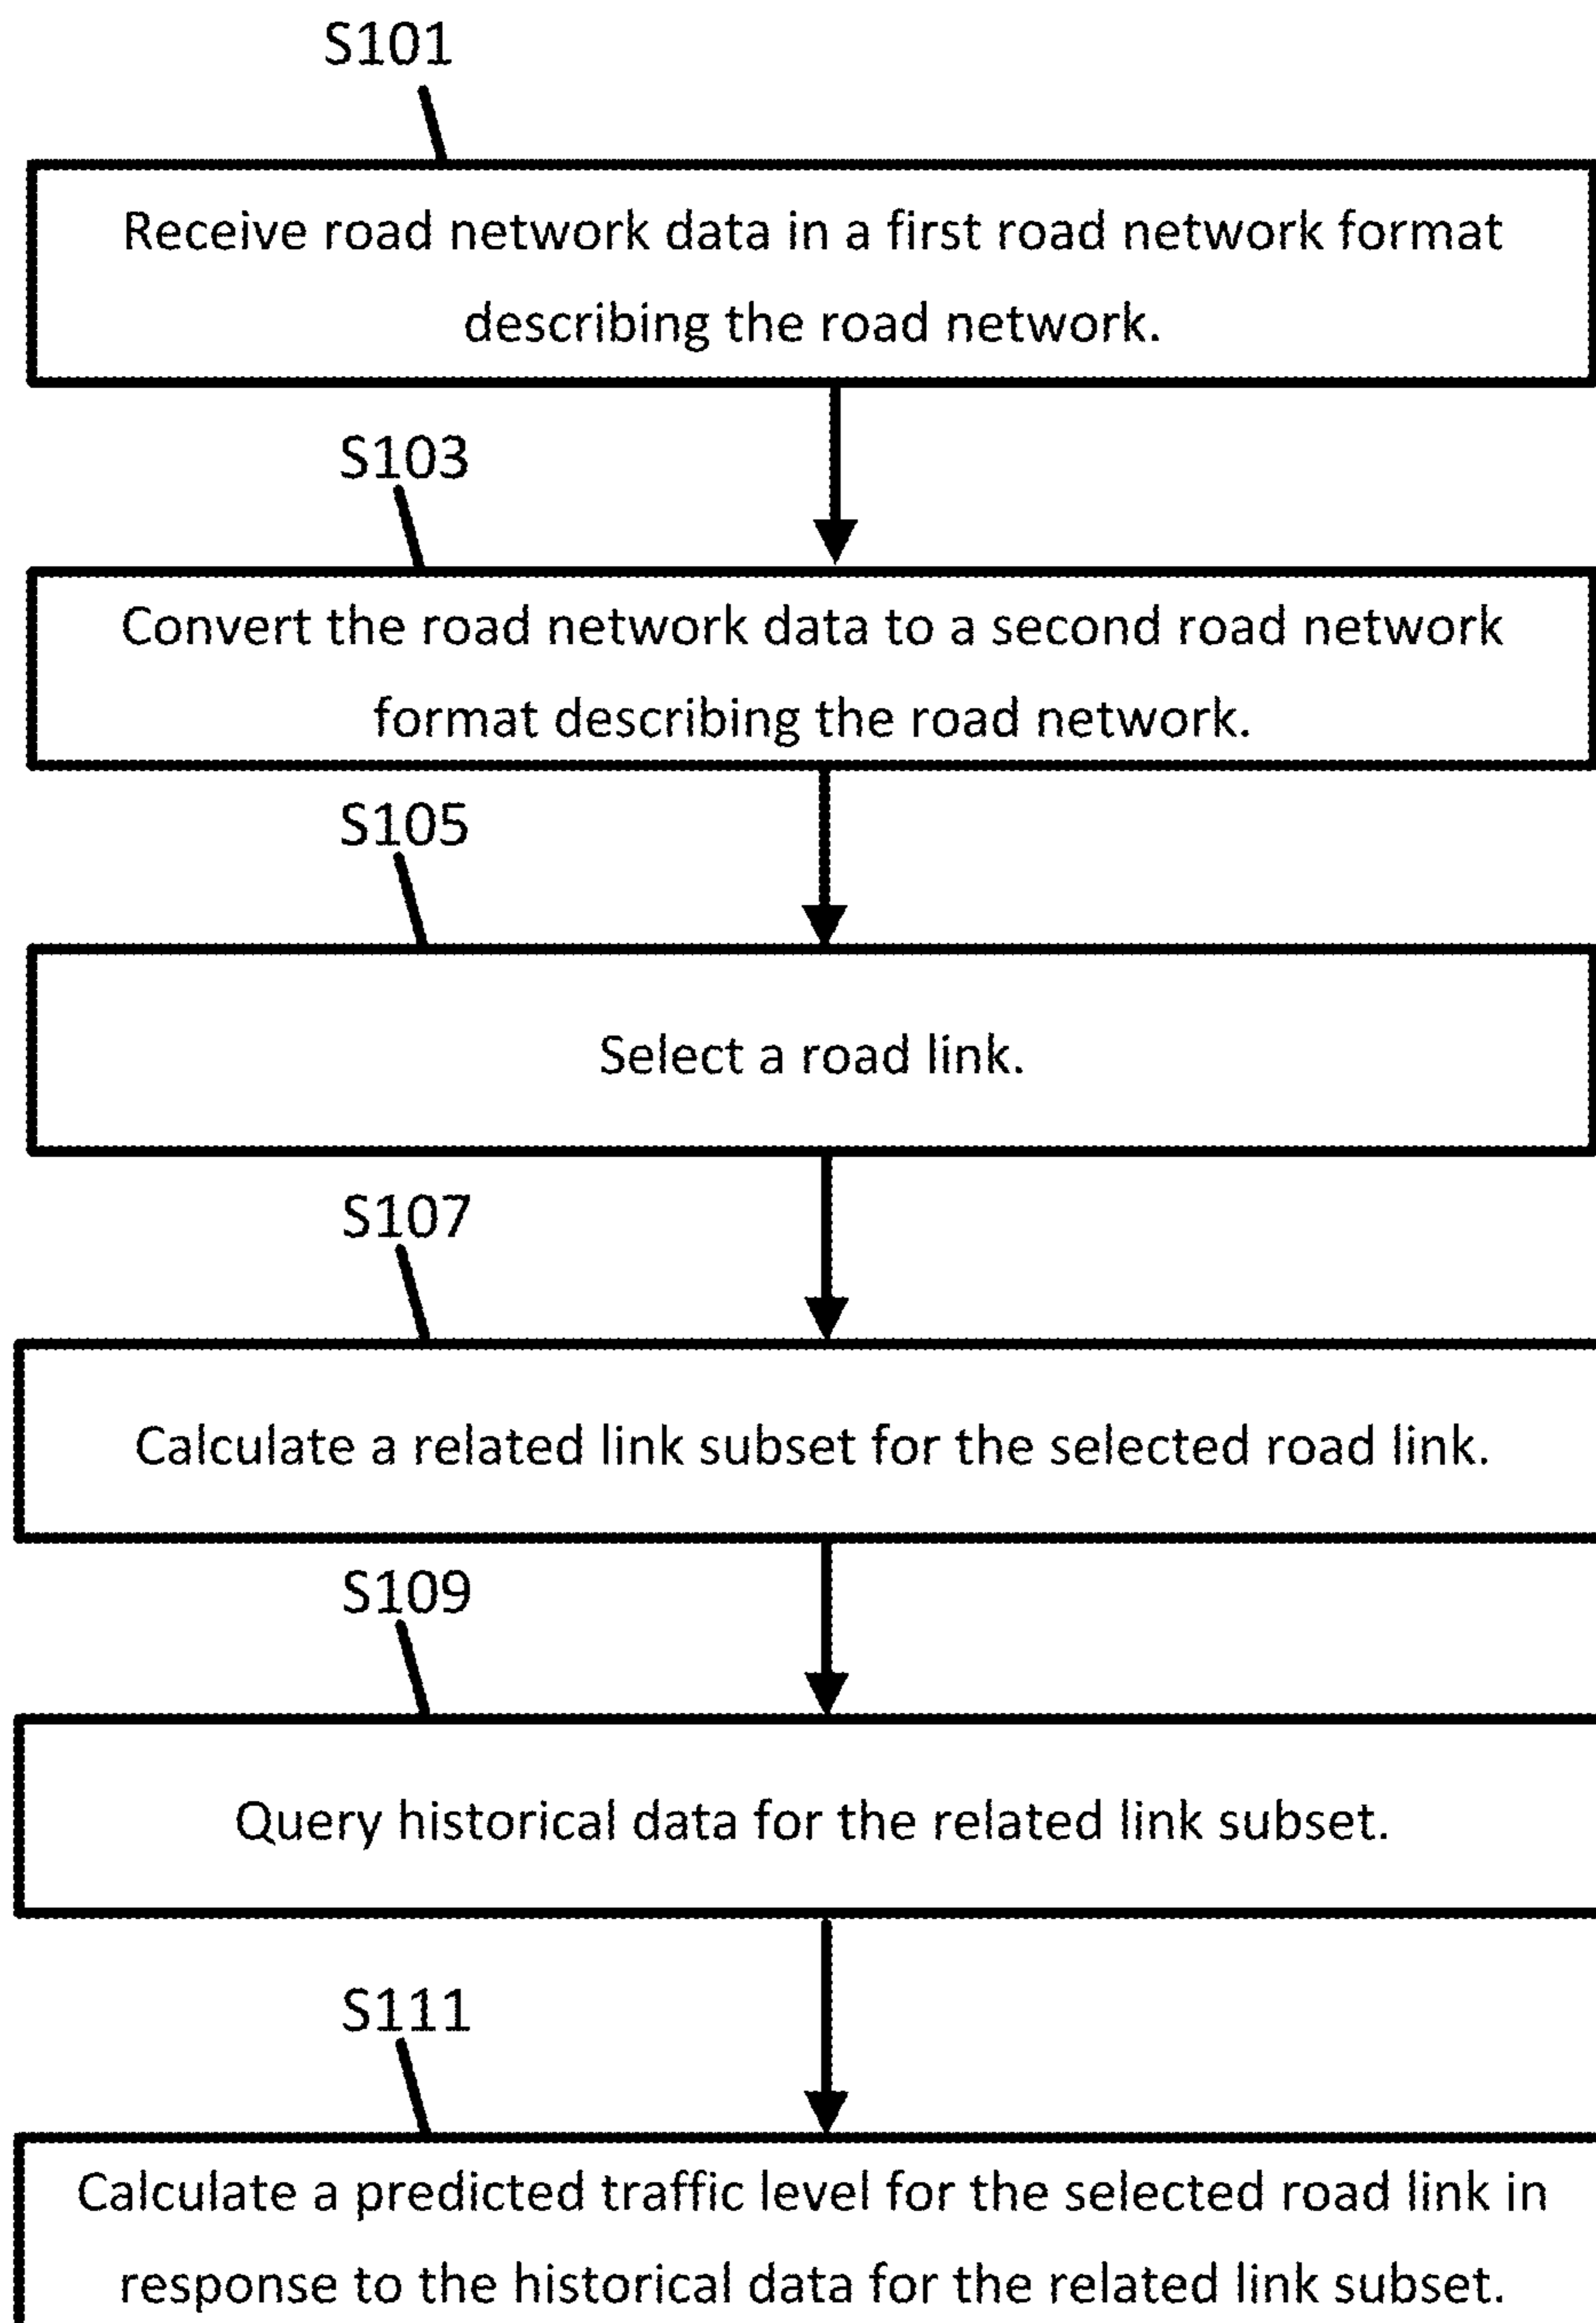 S101
Receive road network data in a first road network format
describing the road network.
S103
Convert the road network data to a second road network
format describing the road network.
S105
Select a road link.
S107
Calculate a related link subset for the selected road link.
S109
Query historical data for the related link subset.
S111
Calculate a predicted traffic level for the selected road link in
response to the historical data for the related link subset.